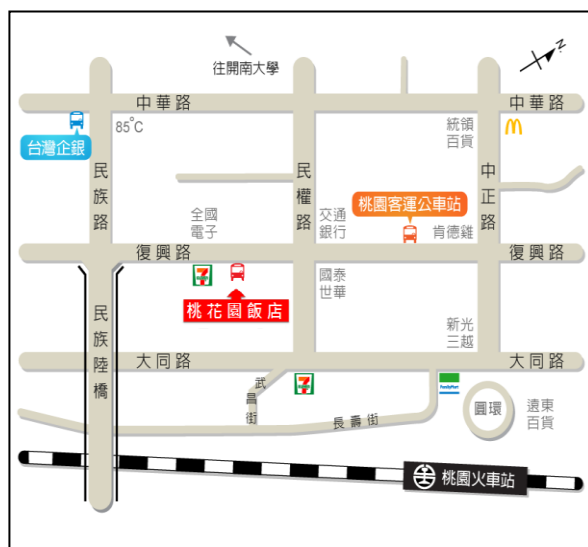 往開南大學
N
中華路
中華路
85°C
台灣企銀
統領
百貨
民族路
民權路
中正路
全國
電子
交通
銀行
桃園客運公車站
肯德雞
復興路
復興路
7
ELEVEN
桃花園飯店
國泰
世華
民族陸橋
新光
三越
大同路
大同路
武昌街
7
ELEVEN
FamilyMart
圓環
遠東
百貨
長壽街
桃園火車站